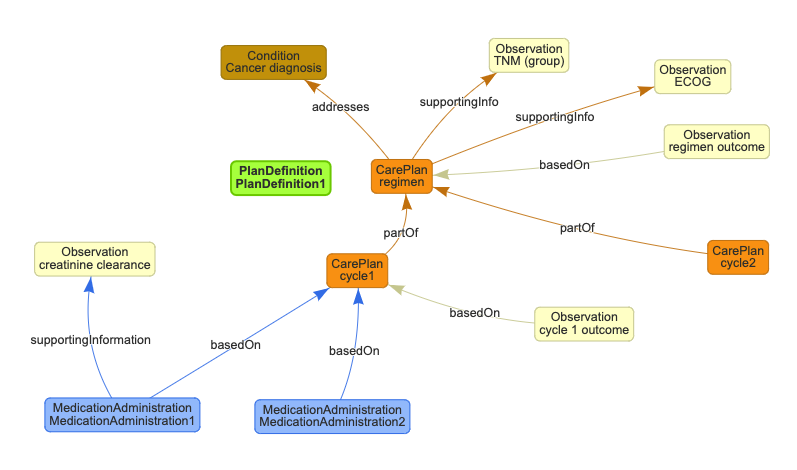 Observation
TNM (group)
Condition
Cancer diagnosis
Observation
ECOG
addresses
supportingInfo
supportingInfo
Observation
regimen outcome
basedOn
PlanDefinition
PlanDefinition1
CarePlan
regimen
partOf
partOf
Observation
creatinine clearance
CarePlan
cycle1
CarePlan
cycle2
basedOn
Observation
cycle 1 outcome
supportingInformation
basedOn
basedOn
MedicationAdministration
MedicationAdministration1
MedicationAdministration
MedicationAdministration2